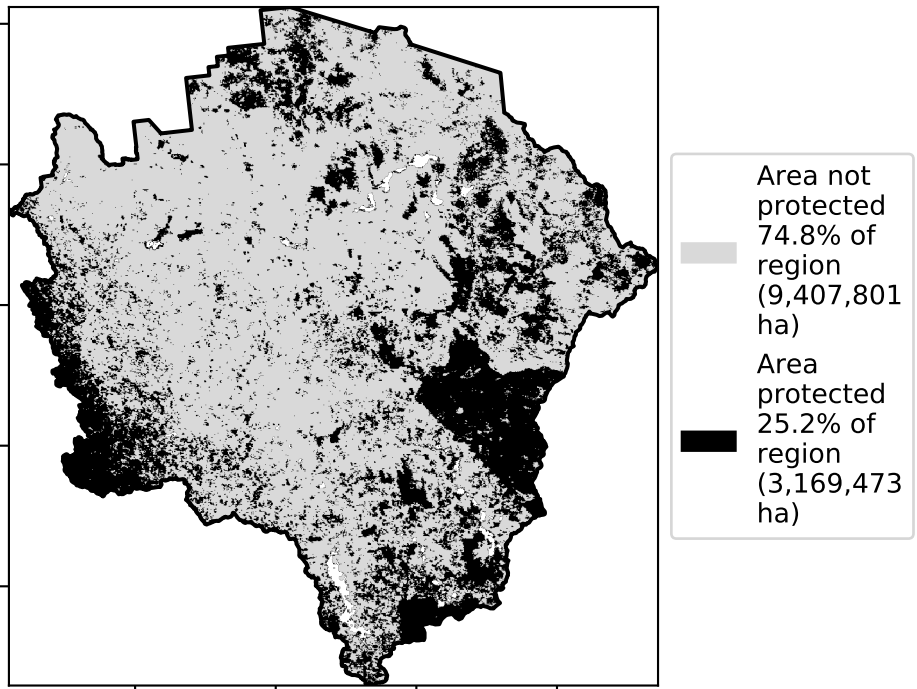 Area not
protected
74.8% of
region
(9,407,801
ha)
Area
protected
25.2% of
region
(3,169,473
ha)